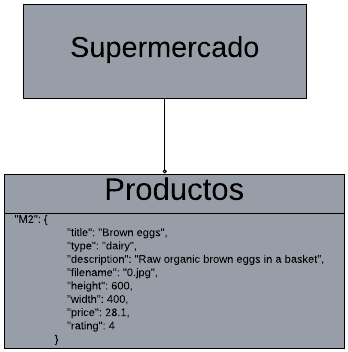 Supermercado
Productos
"M2": {
"title": "Brown eggs",
"type": "dairy",
"description": "Raw organic brown eggs in a basket",
"filename": "0.jpg",
"height": 600,
"width": 400,
"price": 28.1,
"rating": 4
}